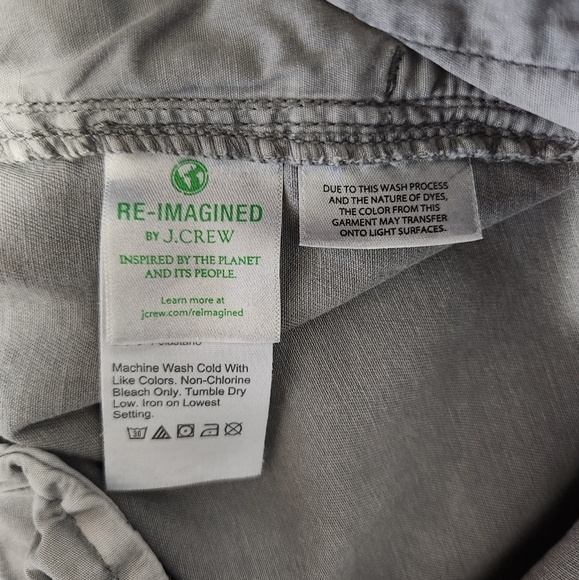 RE-IMAGINED
BY J.CREW
INSPIRED BY THE PLANET
AND ITS PEOPLE.
Learn more at
jcrew.com/reimagined
Machine Wash Cold With
Like Colors. Non-Chlorine
Bleach Only. Tumble Dry
Low. Iron on Lowest
Setting.
30
DUE TO THIS WASH PROCESS
AND THE NATURE OF DYES,
THE COLOR FROM THIS
GARMENT MAY TRANSFER
ONTO LIGHT SURFACES.